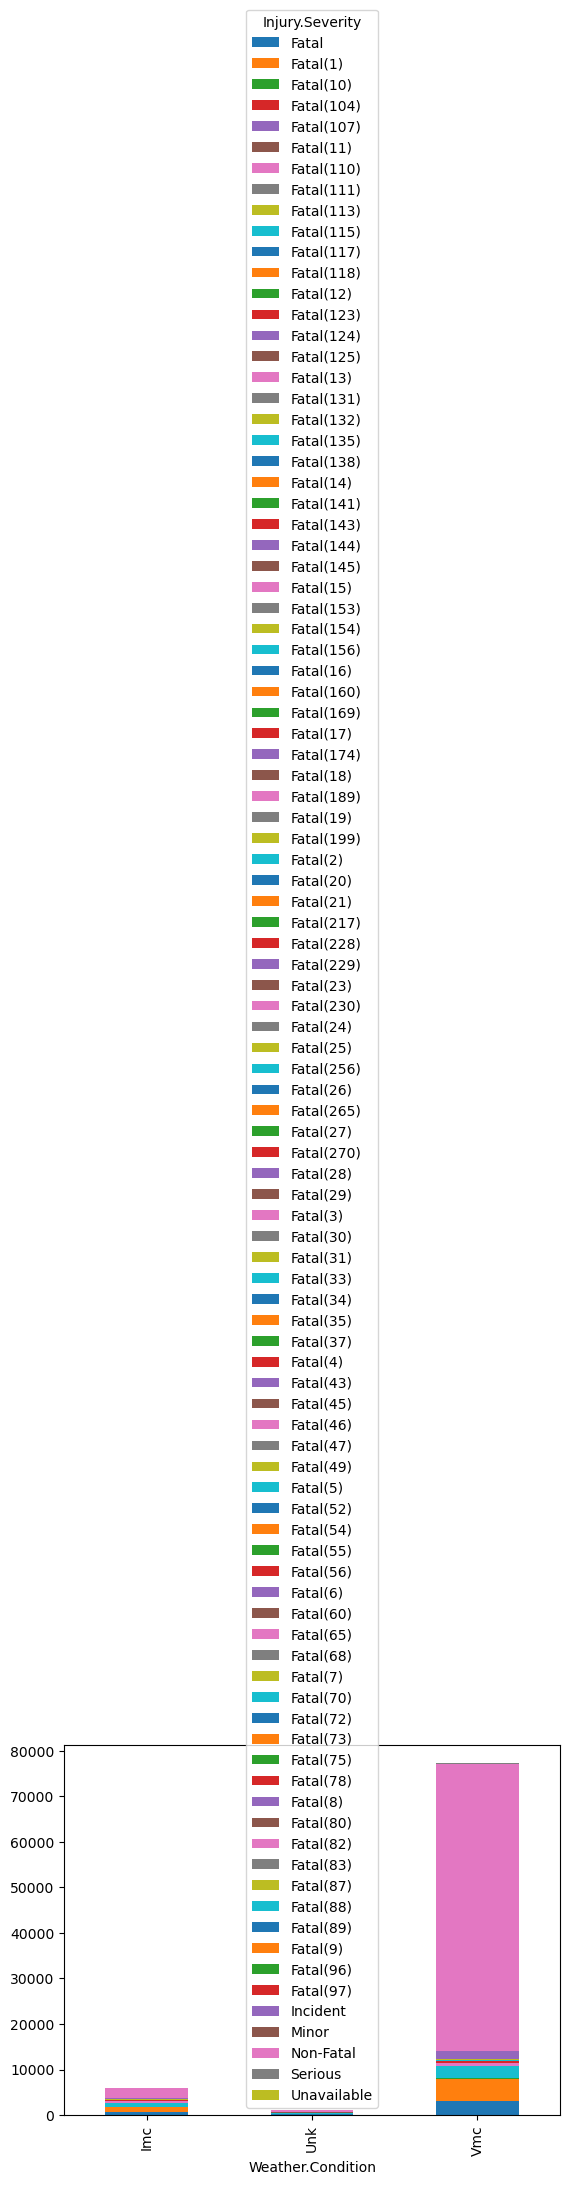 Injury.Severity
Fatal
Fatal(1)
Fatal(10)
Fatal(104)
Fatal(107)
Fatal(11)
Fatal(110)
Fatal(111)
Fatal(113)
Fatal(115)
Fatal(117)
Fatal(118)
Fatal(12)
Fatal(123)
Fatal(124)
Fatal(125)
Fatal(13)
Fatal(131)
Fatal(132)
Fatal(135)
Fatal(138)
Fatal(14)
Fatal(141)
Fatal(143)
Fatal(144)
Fatal(145)
Fatal(15)
Fatal(153)
Fatal(154)
Fatal(156)
Fatal(16)
Fatal(160)
Fatal(169)
Fatal(17)
Fatal(174)
Fatal(18)
Fatal(189)
Fatal(19)
Fatal(199)
Fatal(2)
Fatal(20)
Fatal(21)
Fatal(217)
Fatal(228)
Fatal(229)
Fatal(23)
Fatal(230)
Fatal(24)
Fatal(25)
Fatal(256)
Fatal(26)
Fatal(265)
Fatal(27)
Fatal(270)
Fatal(28)
Fatal(29)
Fatal(3)
Fatal(30)
Fatal(31)
Fatal(33)
Fatal(34)
Fatal(35)
Fatal(37)
Fatal(4)
Fatal(43)
Fatal(45)
Fatal(46)
Fatal(47)
Fatal(49)
Fatal(5)
Fatal(52)
Fatal(54)
Fatal(55)
Fatal(56)
Fatal(6)
Fatal(60)
Fatal(65)
Fatal(68)
Fatal(7)
Fatal(70)
Fatal(72)
Fatal(73)
Fatal(75)
Fatal(78)
Fatal(8)
Fatal(80)
Fatal(82)
Fatal(83)
Fatal(87)
Fatal(88)
Fatal(89)
Fatal(9)
Fatal(96)
Fatal(97)
Incident
Minor
Non-Fatal
Serious
Unavailable
80000
70000
60000
50000
40000
30000
20000
10000
0
Imc
Unk
Vmc
Weather.Condition